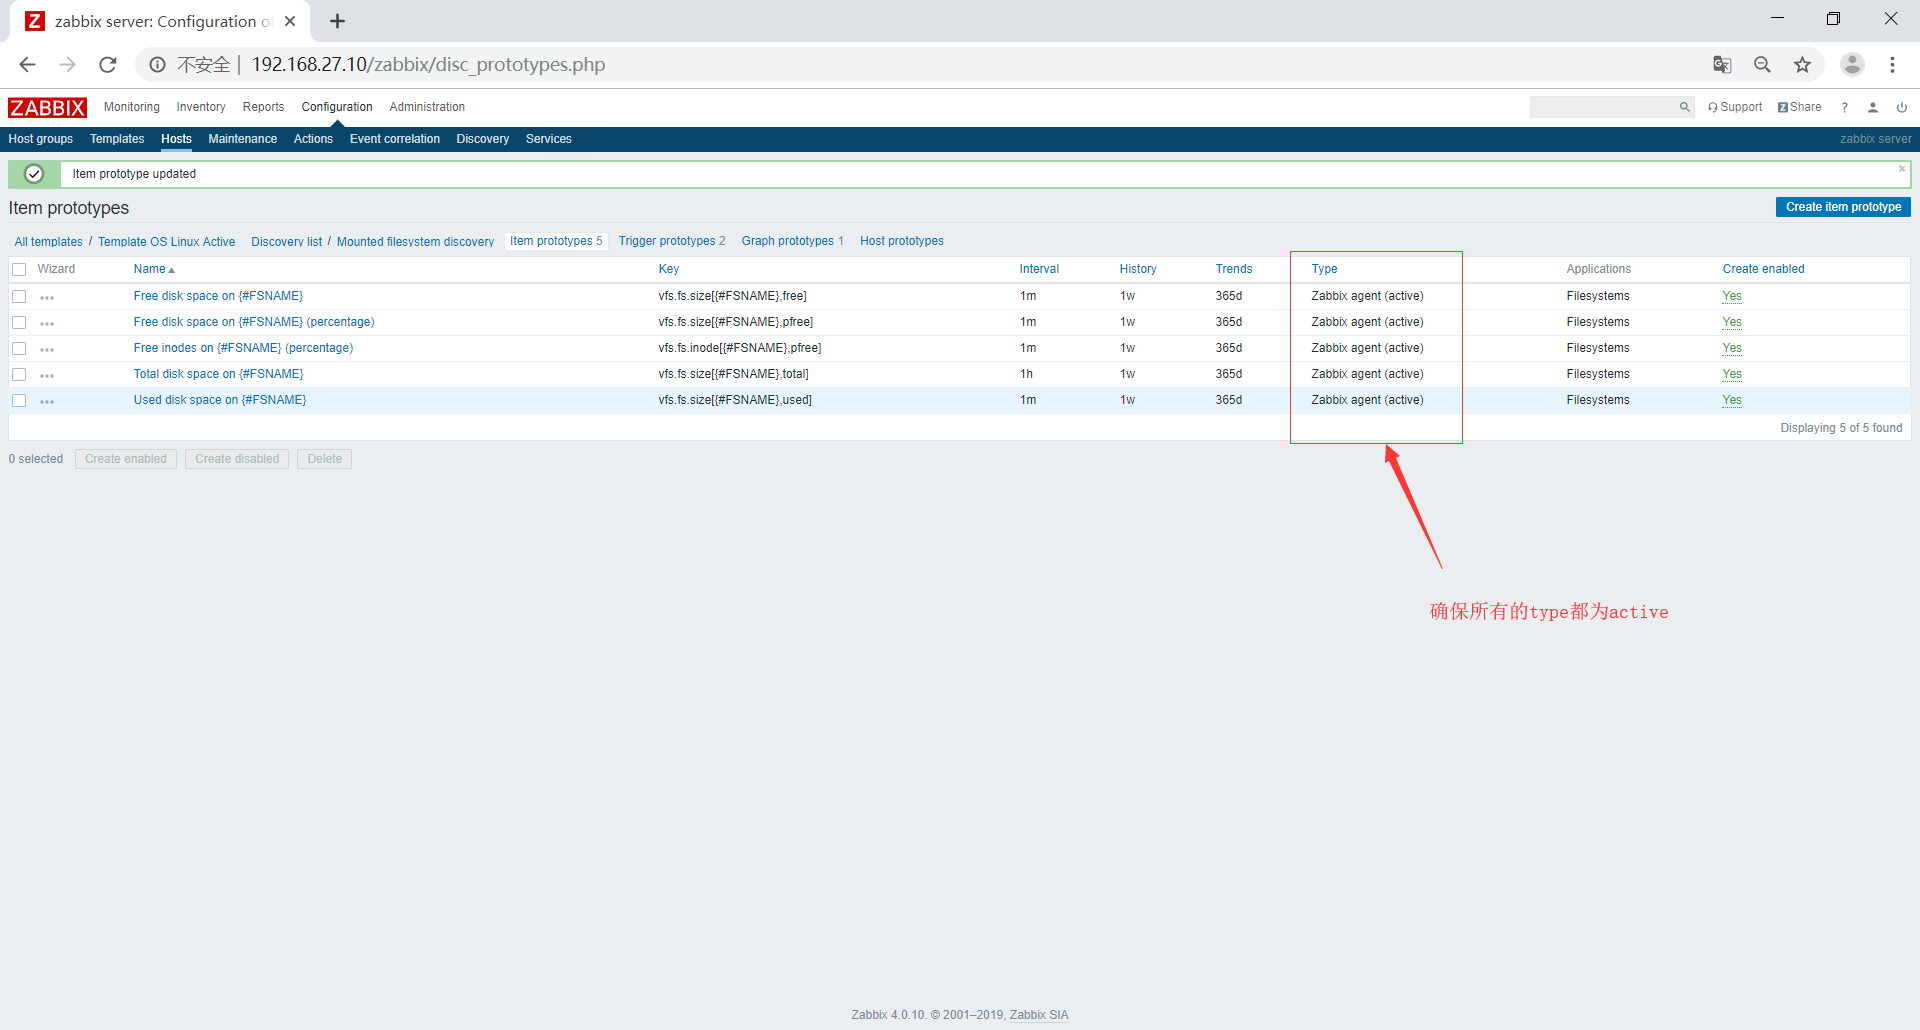 zabbix server: Configuration o
不安全 | 192.168.27.10/zabbix/disc_prototypes.php
ZABBIX Monitoring Inventory Reports Configuration Administration Support Z Share ?
Host groups Templates Hosts Maintenance Actions Event correlation Discovery Services zabbix server
Item prototype updated
Item prototypes Create item prototype
All templates / Template OS Linux Active Discovery list / Mounted filesystem discovery Item prototypes 5 Trigger prototypes 2 Graph prototypes 1 Host prototypes
Wizard Name Key Interval History Trends Type Applications Create enabled
Free disk space on {#FSNAME} vfs.fs.size[{#FSNAME},free] 1m 1w 365d Zabbix agent (active) Filesystems Yes
Free disk space on {#FSNAME} (percentage) vfs.fs.size[{#FSNAME},pfree] 1m 1w 365d Zabbix agent (active) Filesystems Yes
Free inodes on {#FSNAME} (percentage) vfs.fs.inode[{#FSNAME},pfree] 1m 1w 365d Zabbix agent (active) Filesystems Yes
Total disk space on {#FSNAME} vfs.fs.size[{#FSNAME},total] 1h 1w 365d Zabbix agent (active) Filesystems Yes
Used disk space on {#FSNAME} vfs.fs.size[{#FSNAME},used] 1m 1w 365d Zabbix agent (active) Filesystems Yes
Displaying 5 of 5 found
0 selected Create enabled Create disabled Delete
确保所有的type都为active
Zabbix 4.0.10. © 2001–2019, Zabbix SIA